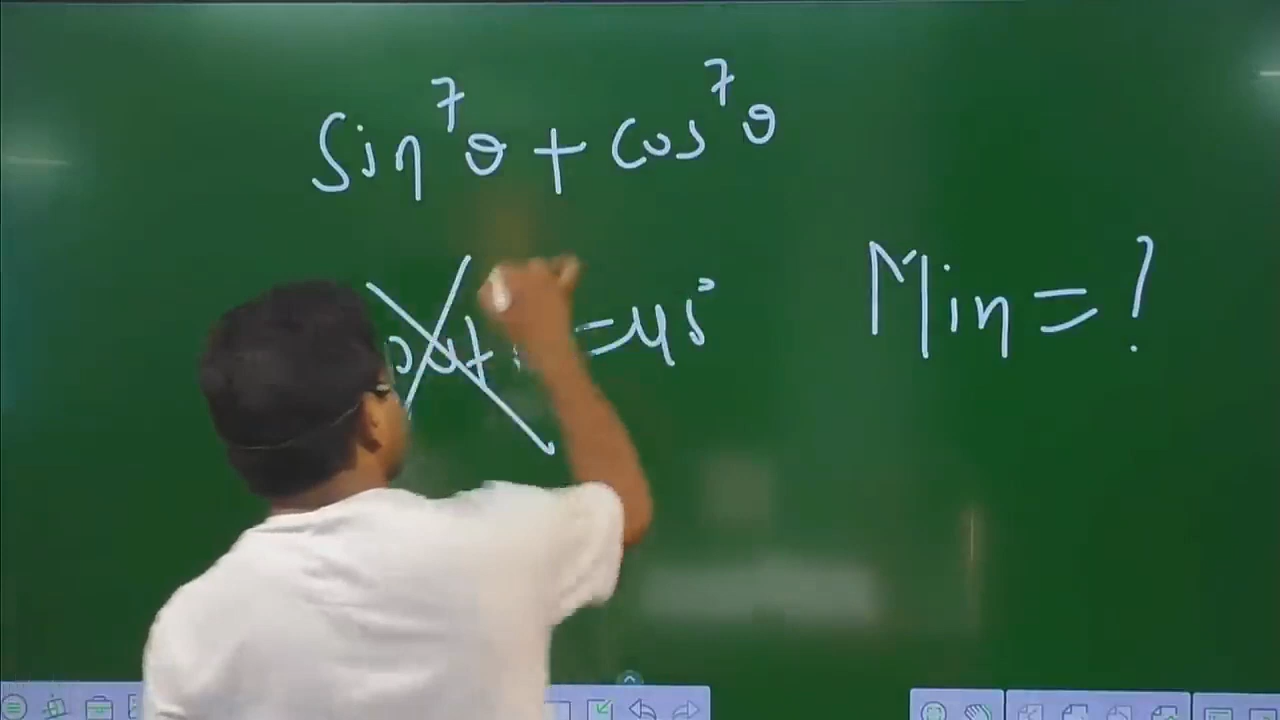 Sin⁷θ + Cos⁷θ
Min = ?
= 45°